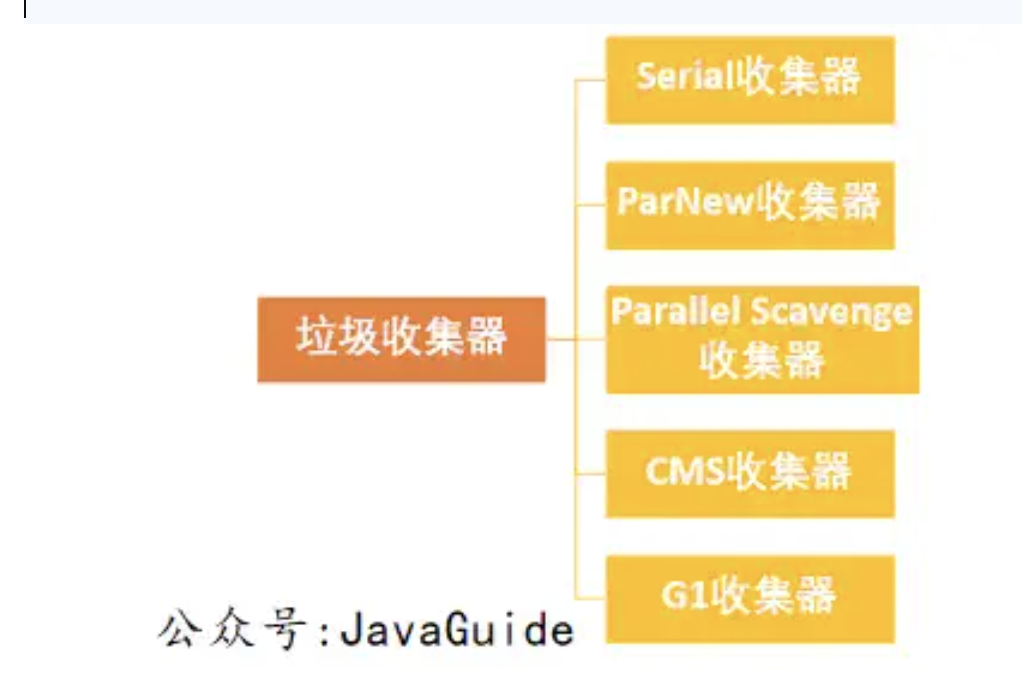 Serial收集器
ParNew收集器
垃圾收集器
Parallel Scavenge
收集器
CMS收集器
G1收集器
公众号:JavaGuide